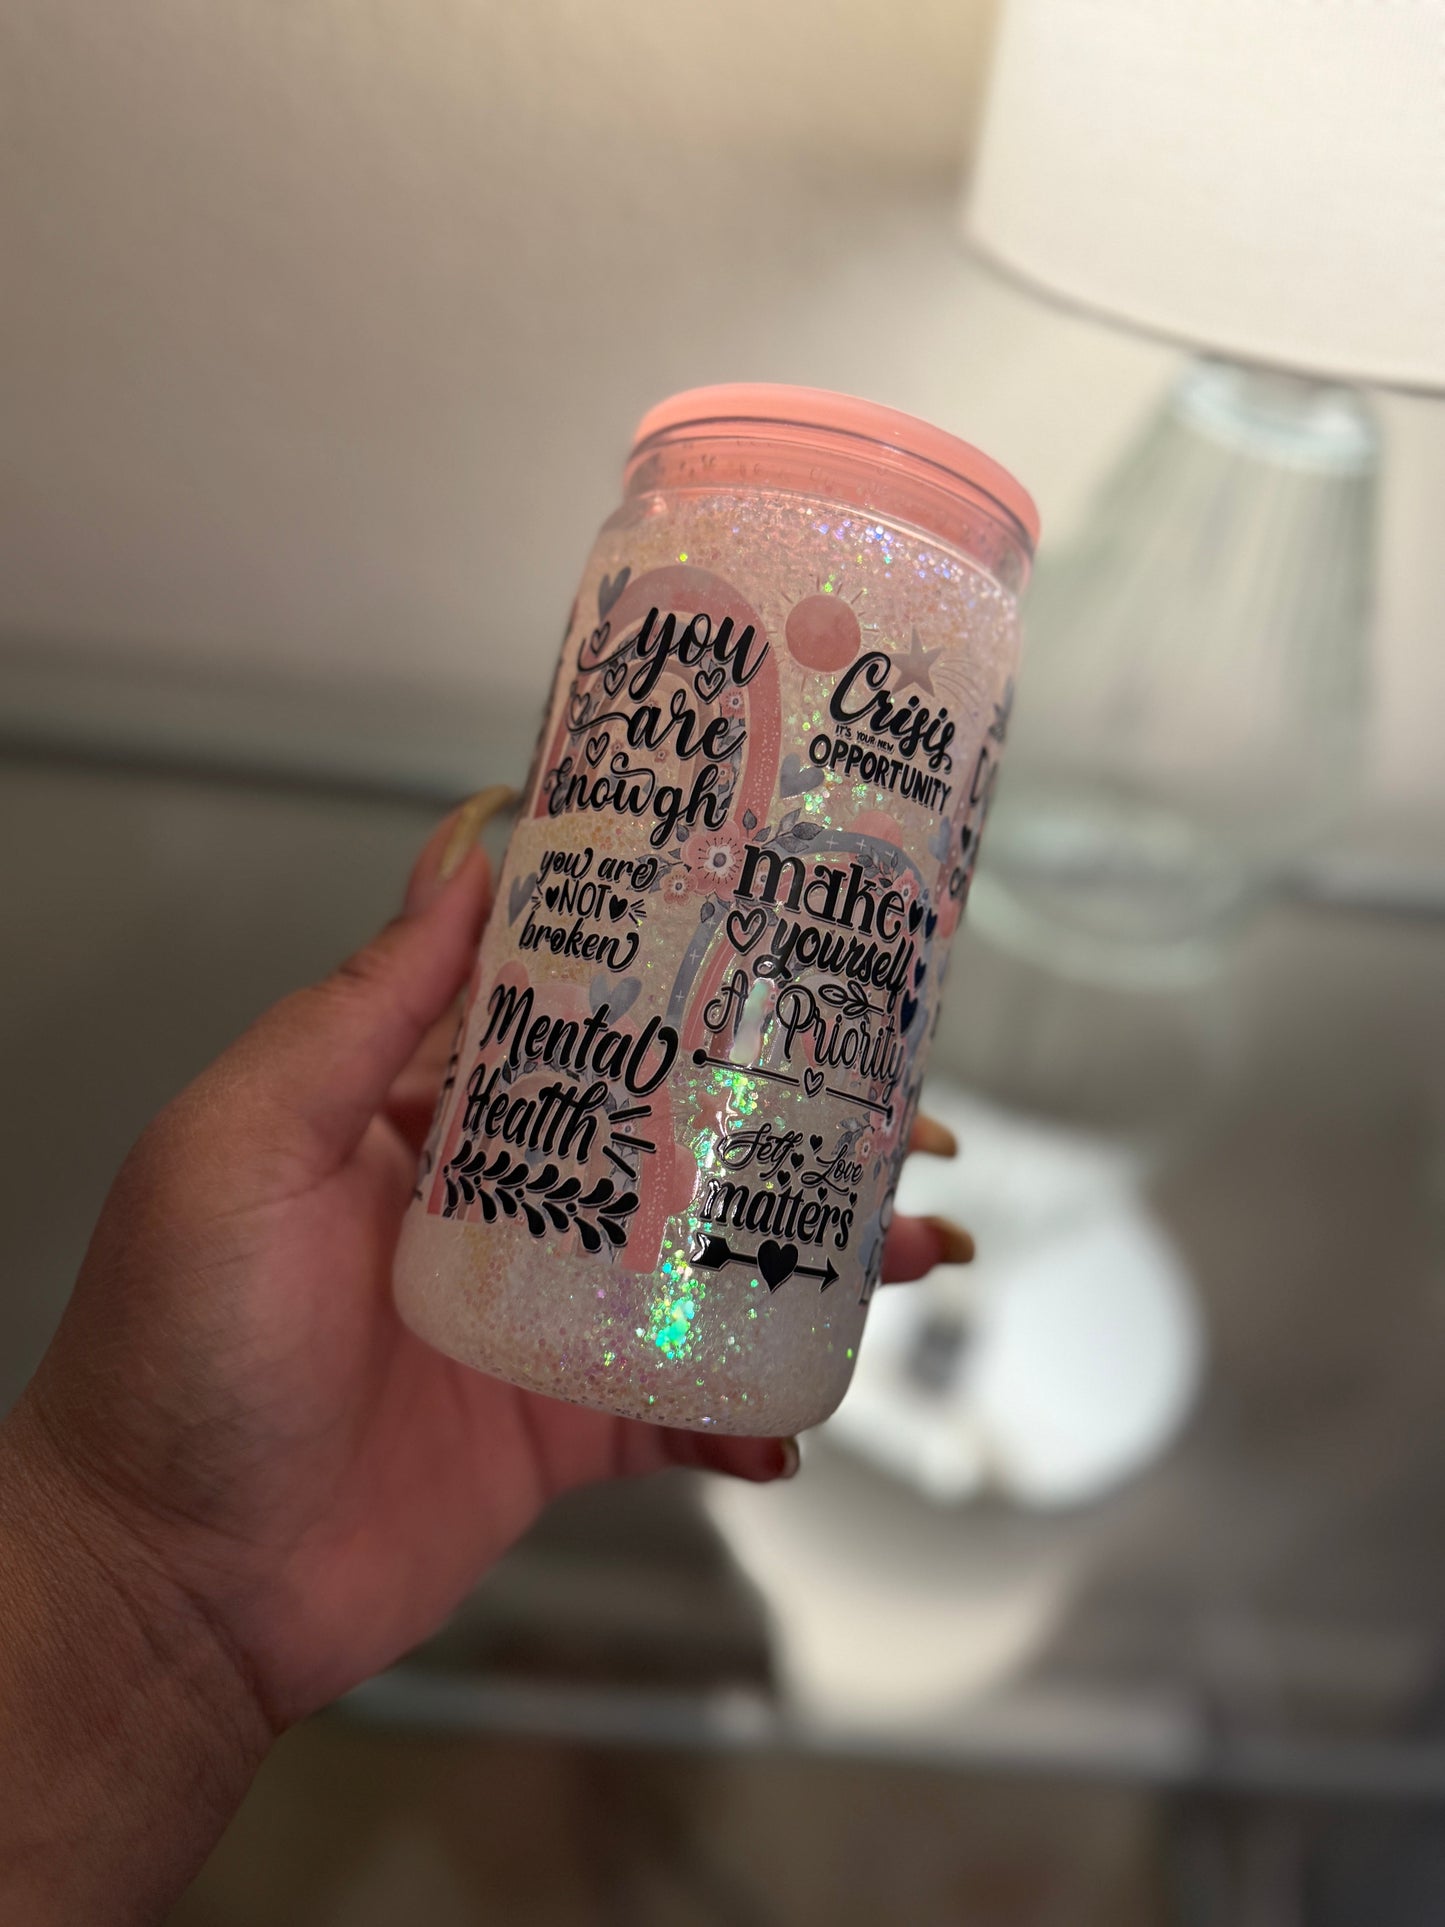 you
are
Enough
Crisis
IT'S YOUR NEW
OPPORTUNITY
you are
NOT
broken
make
yourself
A Priority
Mental
Health
Self Love
matters